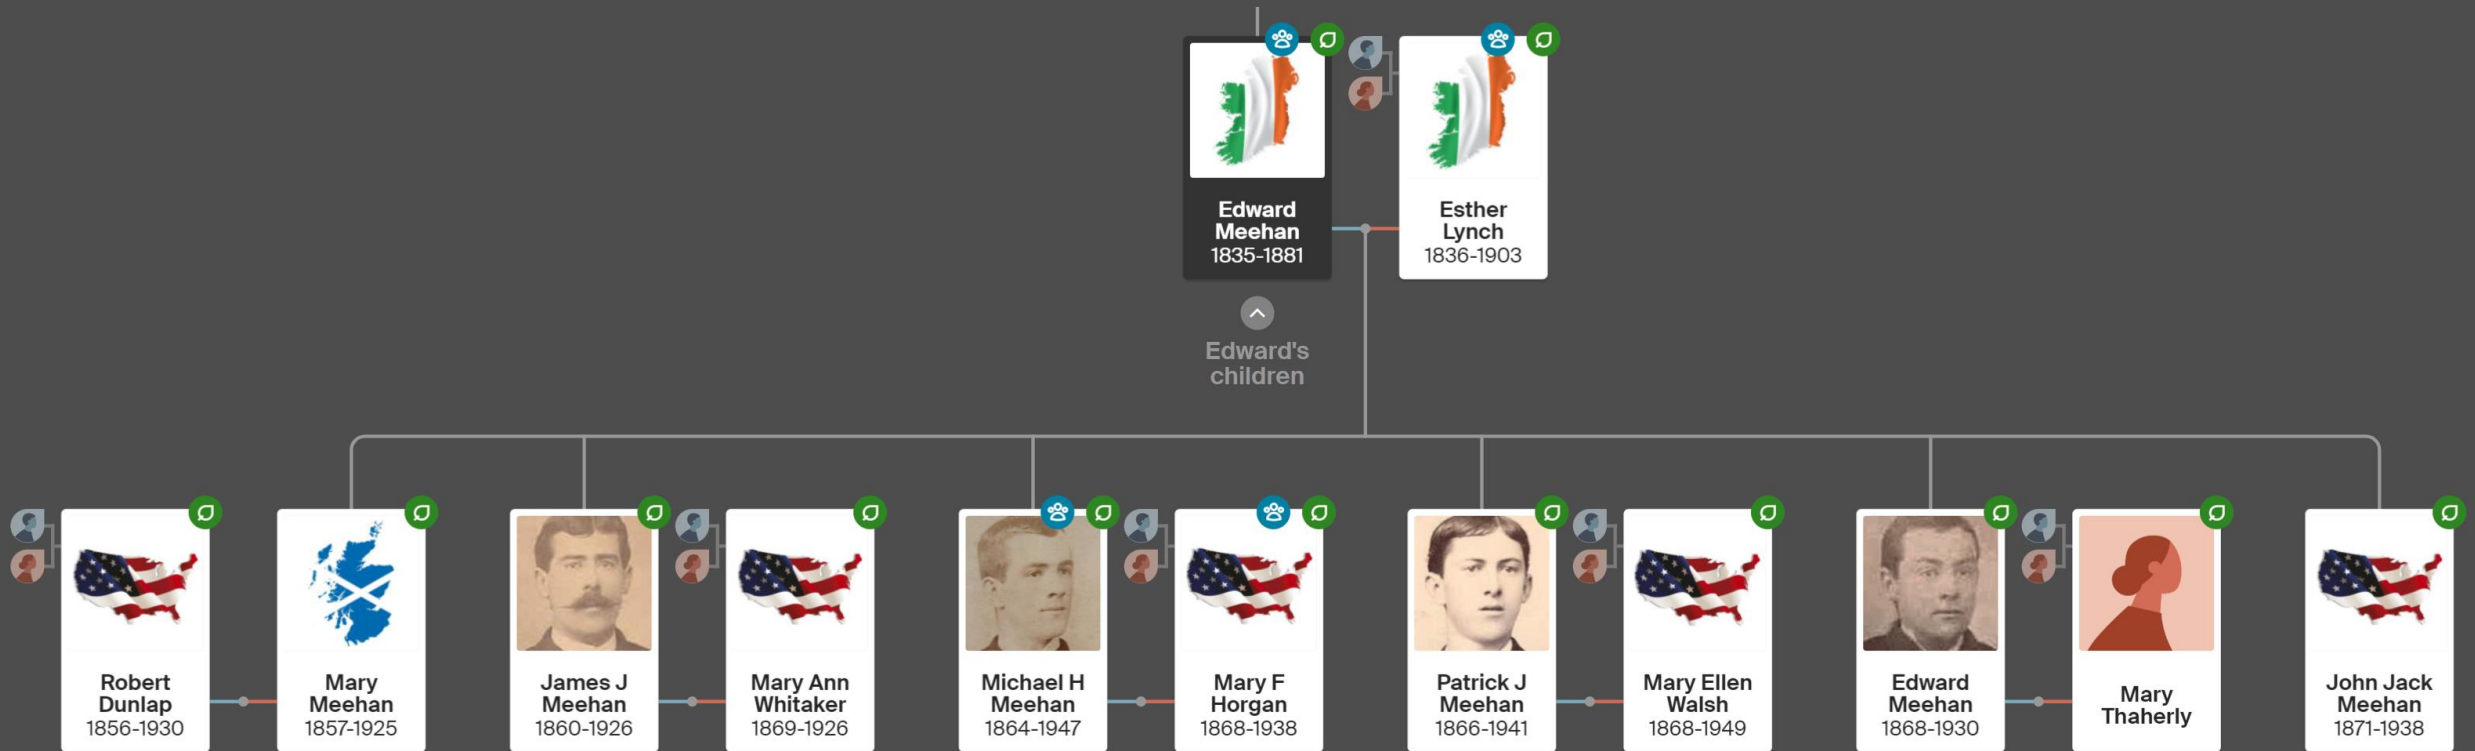 Edward
Meehan
1835-1881
Esther
Lynch
1836-1903
Edward's
children
Robert
Dunlap
1856-1930
Mary
Meehan
1857-1925
James J
Meehan
1860-1926
Mary Ann
Whitaker
1869-1926
Michael H
Meehan
1864-1947
Mary F
Horgan
1868-1938
Patrick J
Meehan
1866-1941
Mary Ellen
Walsh
1868-1949
Edward
Meehan
1868-1930
Mary
Thaherly
John Jack
Meehan
1871-1938